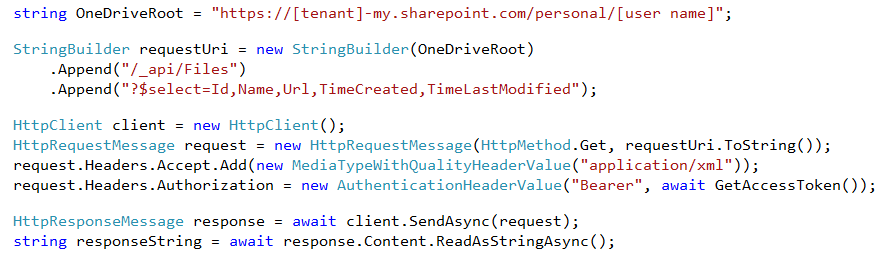 string OneDriveRoot = "https://[tenant]-my.sharepoint.com/personal/[user name]";
StringBuilder requestUri = new StringBuilder(OneDriveRoot)
.Append("/_api/Files")
.Append("?$select=Id,Name,Url,TimeCreated,TimeLastModified");
HttpClient client = new HttpClient();
HttpRequestMessage request = new HttpRequestMessage(HttpMethod.Get, requestUri.ToString());
request.Headers.Accept.Add(new MediaTypeWithQualityHeaderValue("application/xml"));
request.Headers.Authorization = new AuthenticationHeaderValue("Bearer", await GetAccessToken());
HttpResponseMessage response = await client.SendAsync(request);
string responseString = await response.Content.ReadAsStringAsync();